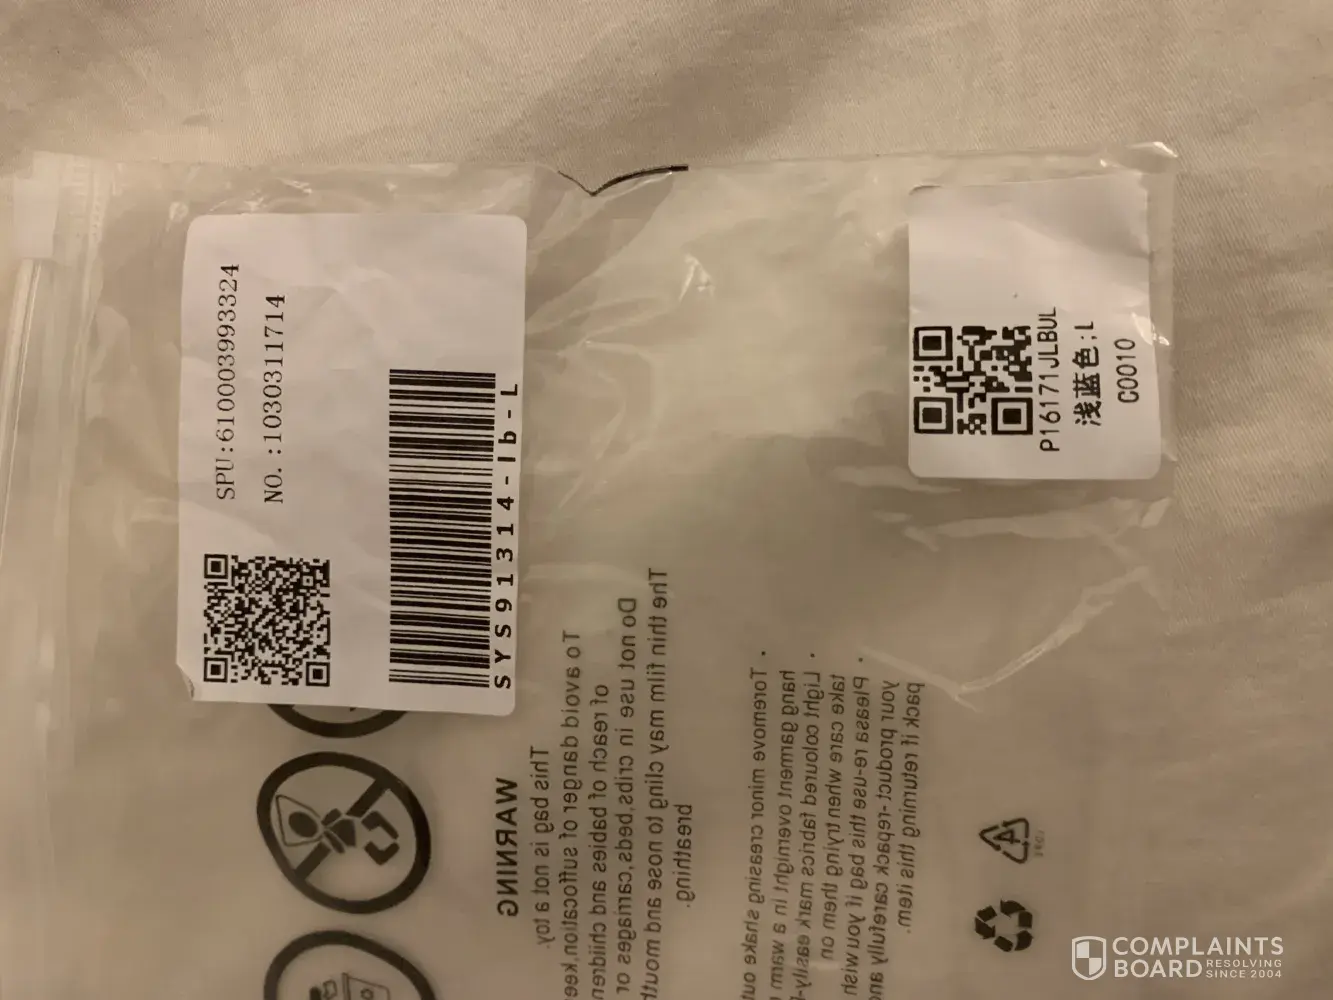 SPU:610003993324
NO.:1030311714
SYS91314-lb-L
P16171JLBUL
浅蓝色;L
C0010
WARNING
This bag is not a toy.
To avoid danger of suffocation,kee
of reach of babies and children
Do not use in cribs,beds,carriages or
The thin film may cling to nose and mouth
breathing.
• Toremove minor creasing shake out
hang garment overnight in a warm
• Light coloured fabrics mark easily-
take care when trying them on
• Please re-use this bag if you wish
your product-repack carefully and
pack if returning this item.
COMPLAINTS
BOARD RESOLVING
SINCE 2004